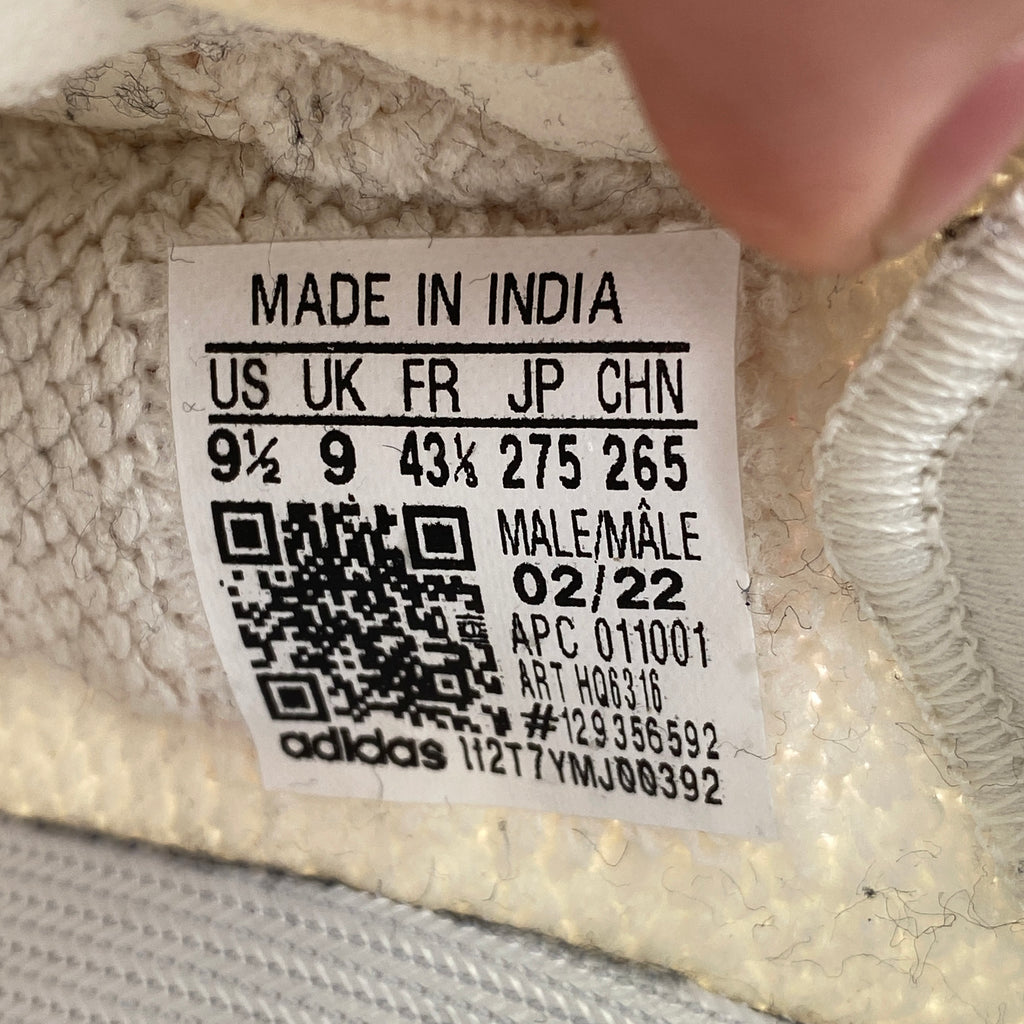 MADE IN INDIA
US UK FR JP CHN
9½ 9 43⅓ 275 265
MALE/MÂLE
02/22
APC 011001
ART HQ6316
#129356592
adidas I12T7YMJ00392